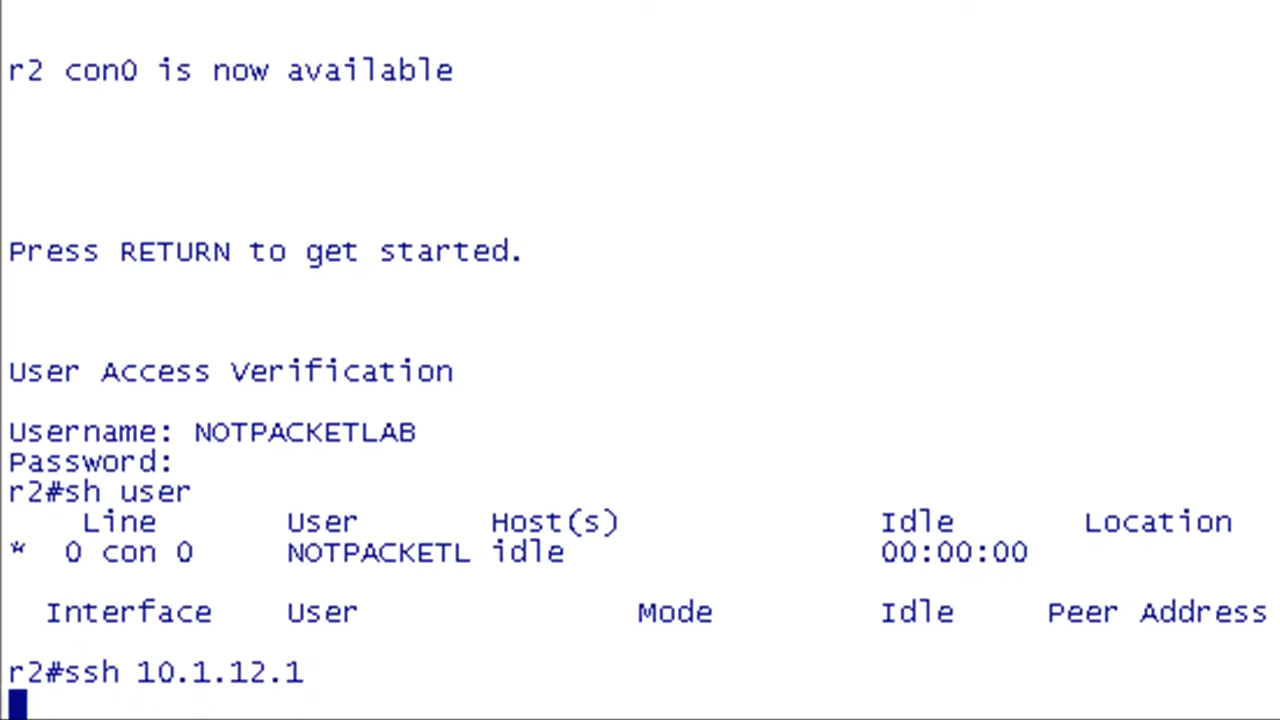 r2 con0 is now available
Press RETURN to get started.
User Access Verification
Username: NOTPACKETLAB
Password:
r2#sh user
Line User Host(s) Idle Location
* 0 con 0 NOTPACKETL idle 00:00:00
Interface User Mode Idle Peer Address
r2#ssh 10.1.12.1